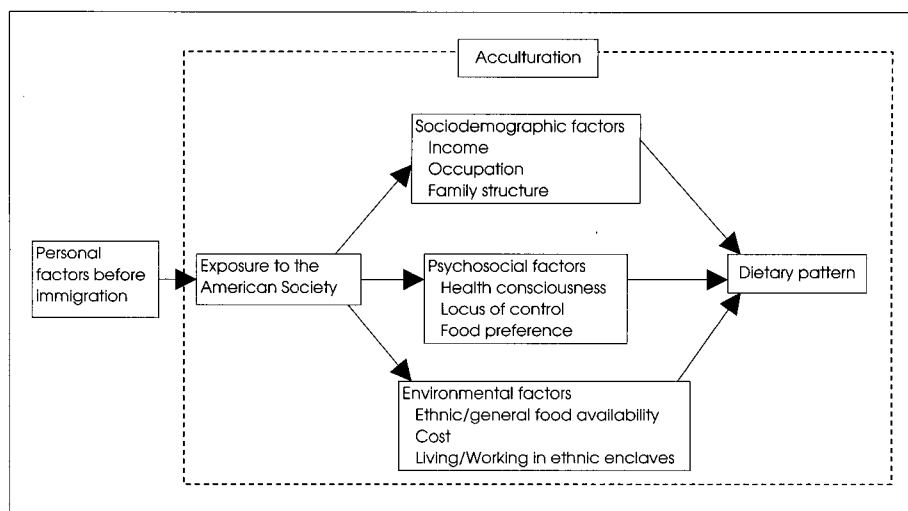 Acculturation
Sociodemographic factors
Income
Occupation
Family structure
Personal
factors before
immigration
Exposure to the
American Society
Psychosocial factors
Health consciousness
Locus of control
Food preference
Dietary pattern
Environmental factors
Ethnic/general food availability
Cost
Living/Working in ethnic enclaves